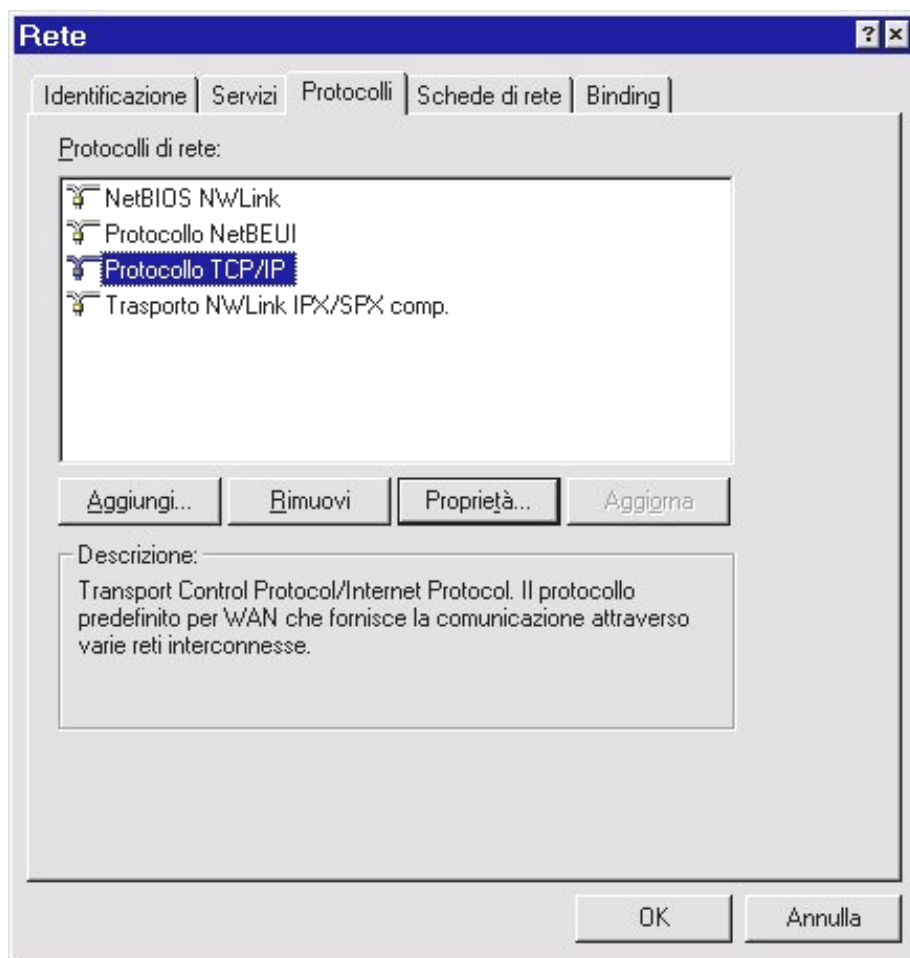 Rete
Identificazione Servizi Protocolli Schede di rete Binding
Protocolli di rete:
NetBIOS NWLink
Protocollo NetBEUI
Protocollo TCP/IP
Trasporto NWLink IPX/SPX comp.
Aggiungi... Rimuovi Proprietà... Aggiorna
Descrizione:
Transport Control Protocol/Internet Protocol. Il protocollo
predefinito per WAN che fornisce la comunicazione attraverso
varie reti interconnesse.
OK Annulla